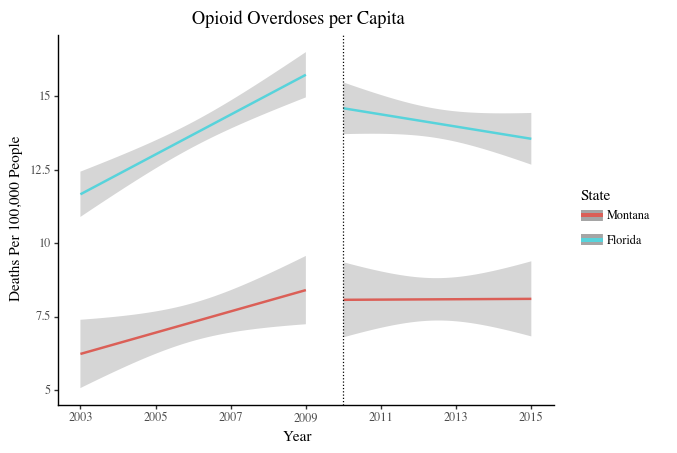 Opioid Overdoses per Capita
Deaths Per 100,000 People
15
12.5
10
7.5
5
2003 2005 2007 2009 2011 2013 2015
Year
State
Montana
Florida